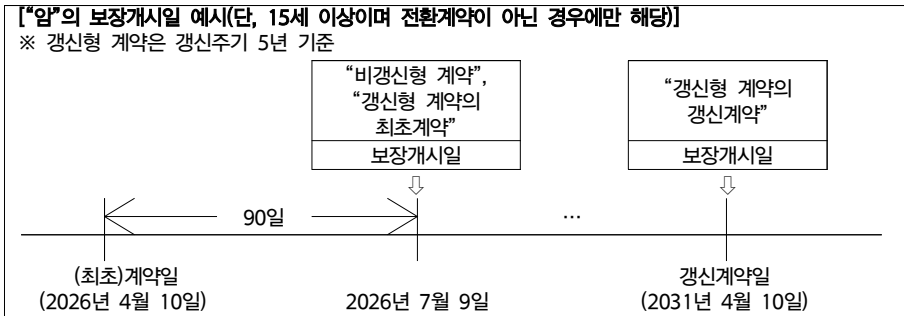 ["암"의 보장개시일 예시(단, 15세 이상이며 전환계약이 아닌 경우에만 해당)]
※ 갱신형 계약은 갱신주기 5년 기준
“비갱신형 계약”,
“갱신형 계약의
최초계약”
보장개시일
“갱신형 계약의
갱신계약”
보장개시일
90일
…
(최초)계약일
(2026년 4월 10일)
2026년 7월 9일
갱신계약일
(2031년 4월 10일)